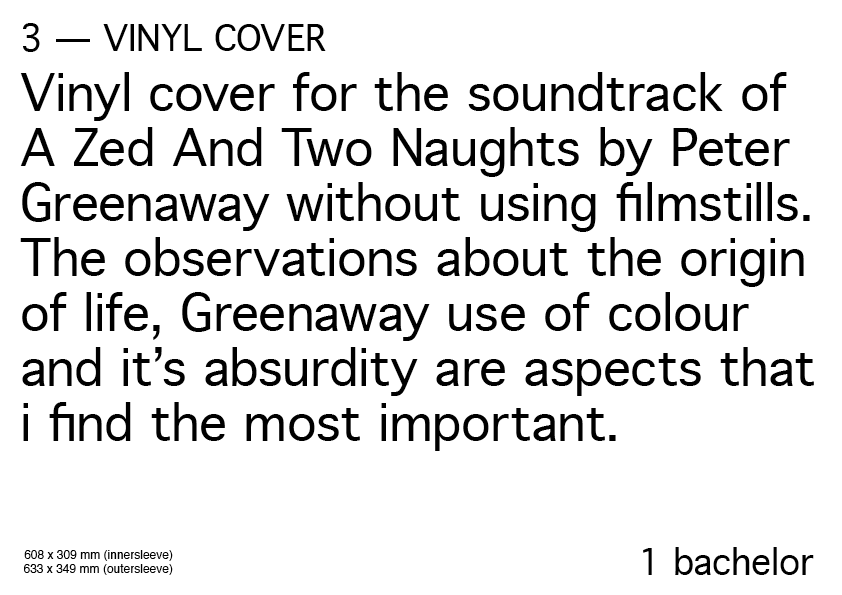 3 — VINYL COVER
Vinyl cover for the soundtrack of
A Zed And Two Naughts by Peter
Greenaway without using filmstills.
The observations about the origin
of life, Greenaway use of colour
and it’s absurdity are aspects that
i find the most important.
608 x 309 mm (innersleeve)
633 x 349 mm (outersleeve)
1 bachelor